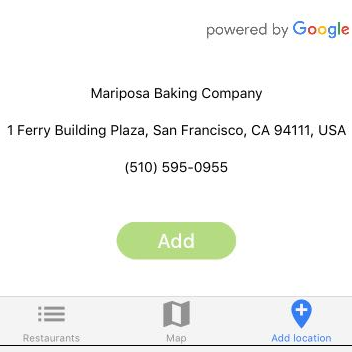 powered by Google
Mariposa Baking Company
1 Ferry Building Plaza, San Francisco, CA 94111, USA
(510) 595-0955
Add
Restaurants
Map
Add location